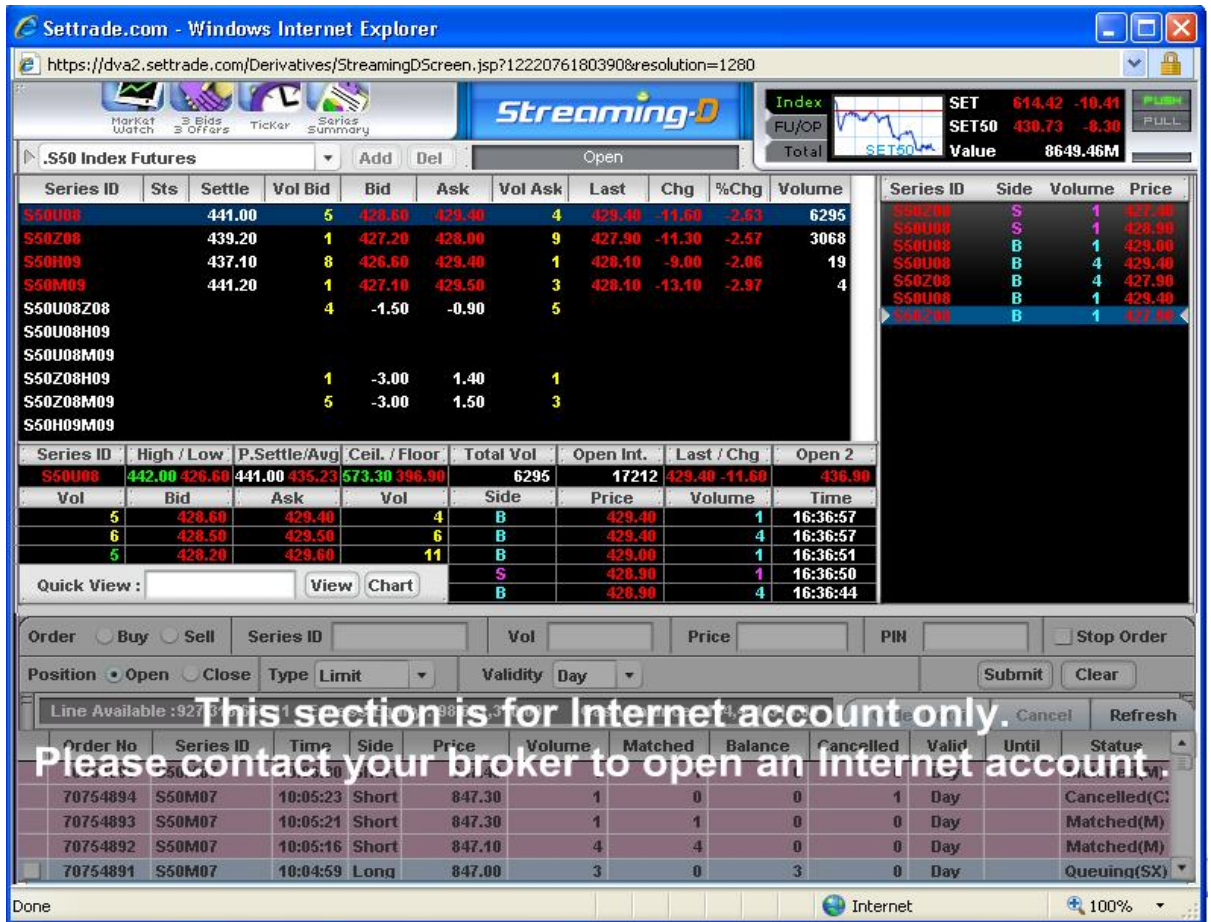 Settrade.com - Windows Internet Explorer
https://dva2.settrade.com/Derivatives/StreamingDScreen.jsp?1222076180390&resolution=1280
Market Watch 3 Bids 3 Offers Ticker Series Summary
Streaming-D
Index SET 614.42 -10.41 PUSH
FU/OP SET50 430.73 -8.30 PULL
Total SET50 Value 8649.46M
.S50 Index Futures Add Del Open
Series ID Sts Settle Vol Bid Bid Ask Vol Ask Last Chg %Chg Volume
S50U08 441.00 5 428.60 429.40 4 429.40 -11.60 -2.63 6295
S50Z08 439.20 1 427.20 428.00 9 427.90 -11.30 -2.57 3068
S50H09 437.10 8 426.60 429.40 1 428.10 -9.00 -2.06 19
S50M09 441.20 1 427.10 429.50 3 428.10 -13.10 -2.97 4
S50U08Z08 4 -1.50 -0.90 5
S50U08H09
S50U08M09
S50Z08H09 1 -3.00 1.40 1
S50Z08M09 5 -3.00 1.50 3
S50H09M09
Series ID Side Volume Price
S50Z08 S 1 427.40
S50U08 S 1 428.90
S50U08 B 1 429.00
S50U08 B 4 429.40
S50Z08 B 4 427.90
S50U08 B 1 429.40
S50Z08 B 1 427.90
Series ID High / Low P.Settle/Avg Ceil. / Floor Total Vol Open Int. Last / Chg Open 2
S50U08 442.00 426.60 441.00 435.23 573.30 396.90 6295 17212 429.40 -11.60 436.90
Vol Bid Ask Vol Side Price Volume Time
5 428.60 429.40 4 B 429.40 1 16:36:57
6 428.50 429.50 6 B 429.40 4 16:36:57
5 428.20 429.60 11 B 429.00 1 16:36:51
S 428.90 1 16:36:50
Quick View : View Chart B 428.90 4 16:36:44
Order Buy Sell Series ID Vol Price PIN Stop Order
Position Open Close Type Limit Validity Day Submit Clear
Line Available Cancel Refresh
This section is for Internet account only.
Order No Series ID Time Side Price Volume Matched Balance Cancelled Valid Until Status
Please contact your broker to open an Internet account.
70754894 S50M07 10:05:23 Short 847.30 1 0 0 1 Day Cancelled(C
70754893 S50M07 10:05:21 Short 847.30 1 1 0 0 Day Matched(M)
70754892 S50M07 10:05:16 Short 847.10 4 4 0 0 Day Matched(M)
70754891 S50M07 10:04:59 Long 847.00 3 0 3 0 Day Queuing(SX)
Done Internet 100%